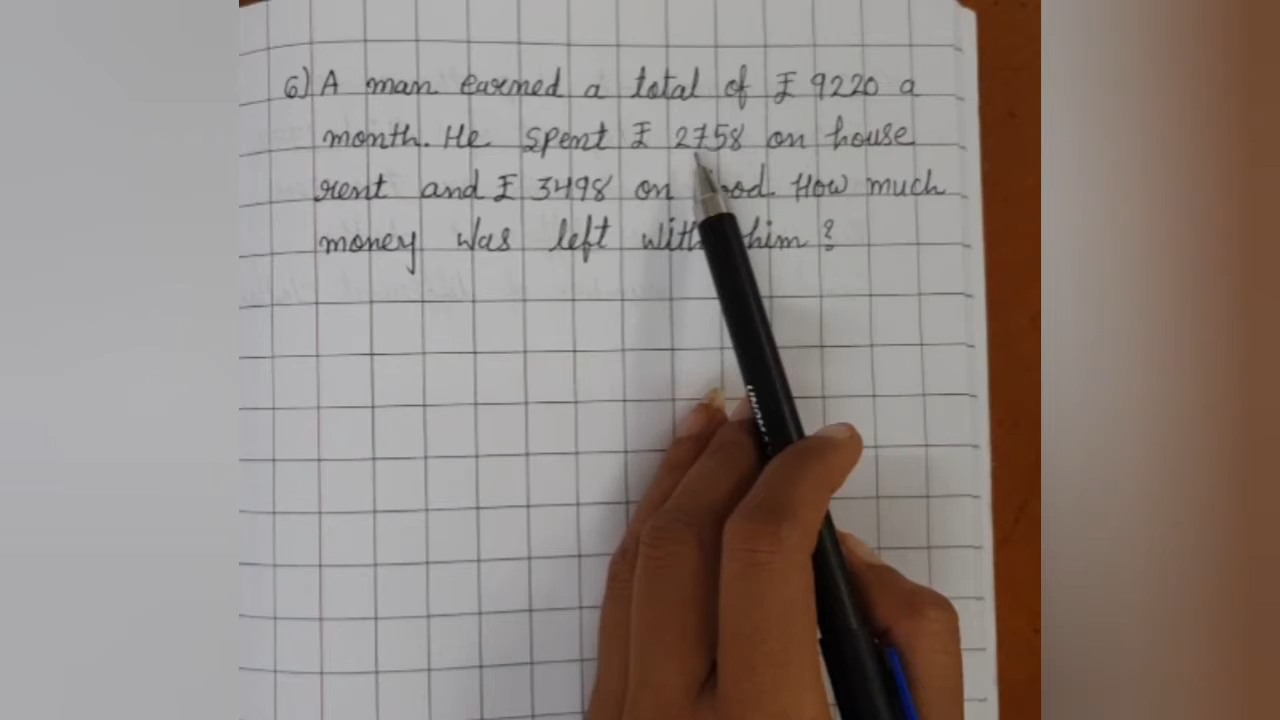 6) A man earned a total of ₹ 9220 a
month. He spent ₹ 2758 on house
rent and ₹ 3498 on food. How much
money was left with him ?